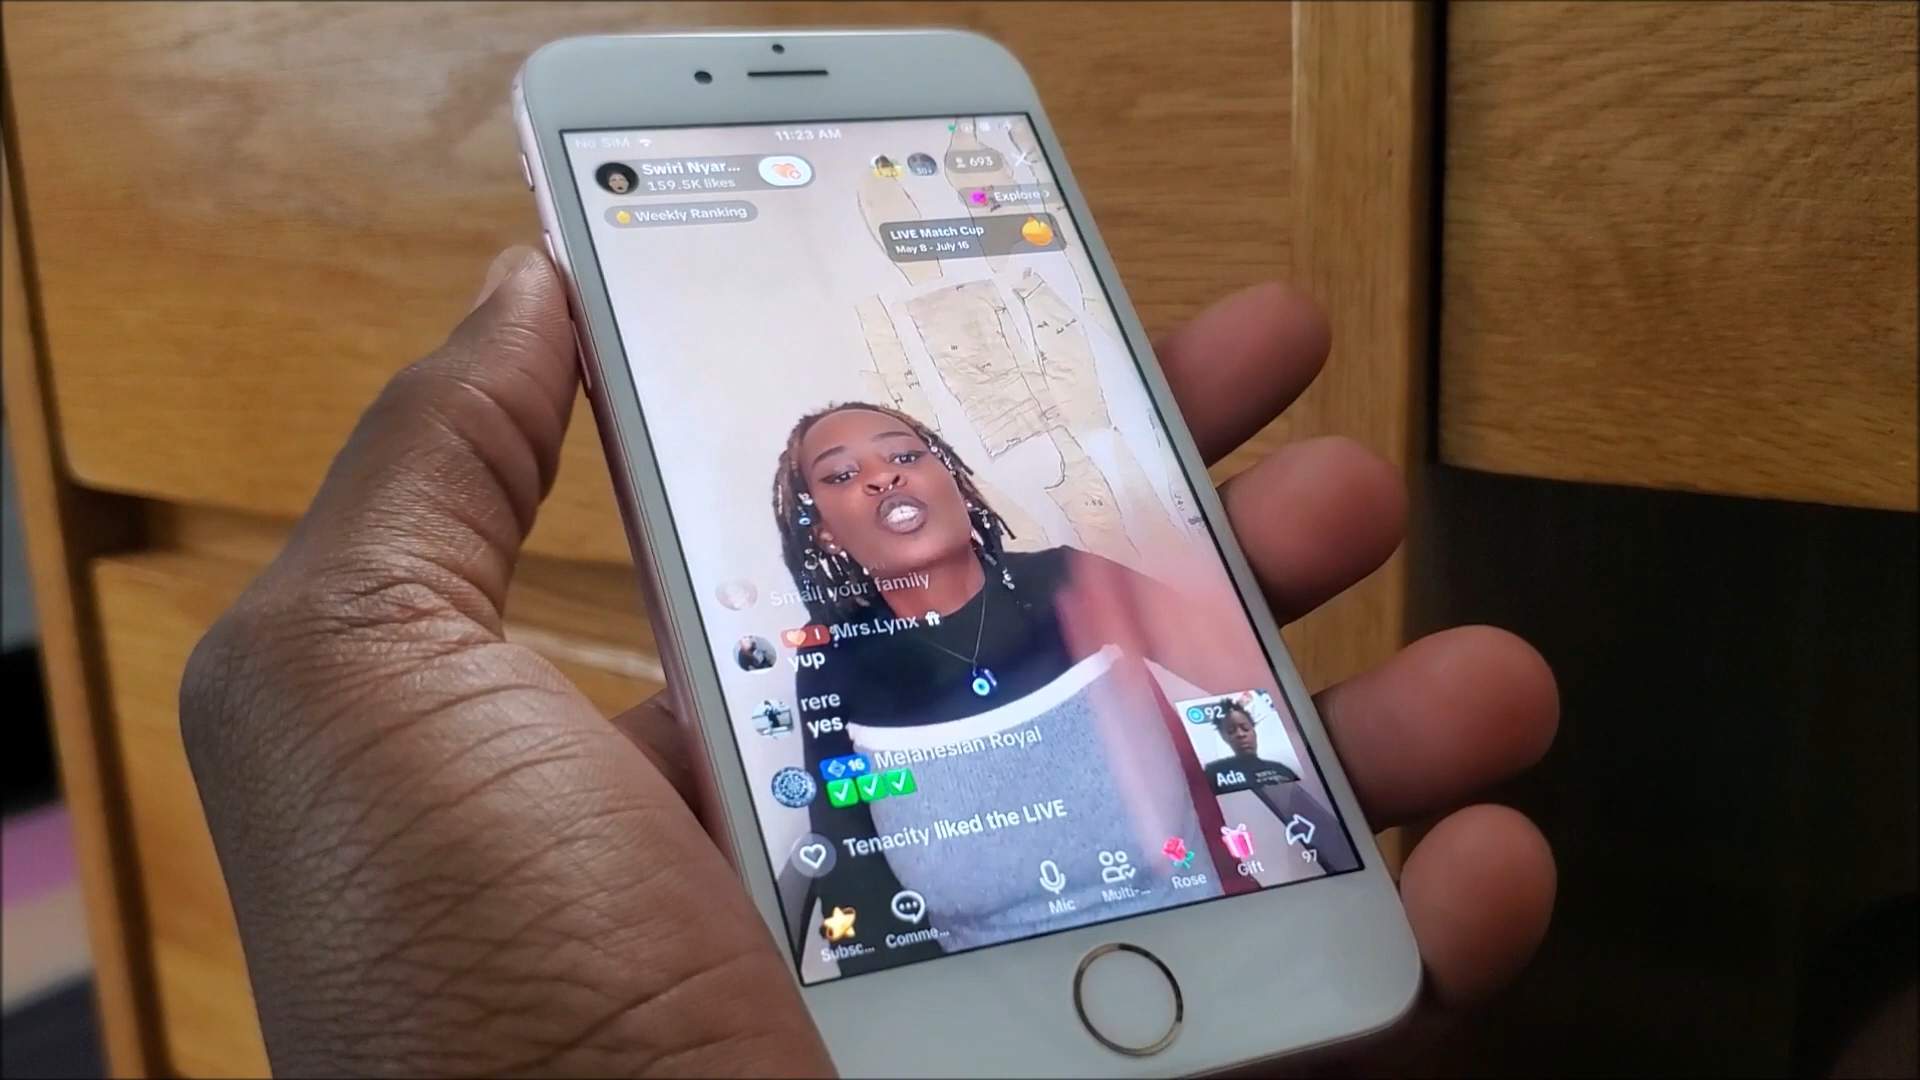 No SIM
11:23 AM
Swiri Nyar...
159.5K likes
30+
693
Weekly Ranking
Explore >
LIVE Match Cup
May 8 - July 16
Small your family
1 Mrs.Lynx
yup
rere
yes
16 Melanesian Royal
Tenacity liked the LIVE
92
Ada
Subsc...
Comme...
Mic
Multi-...
Rose
Gift
97